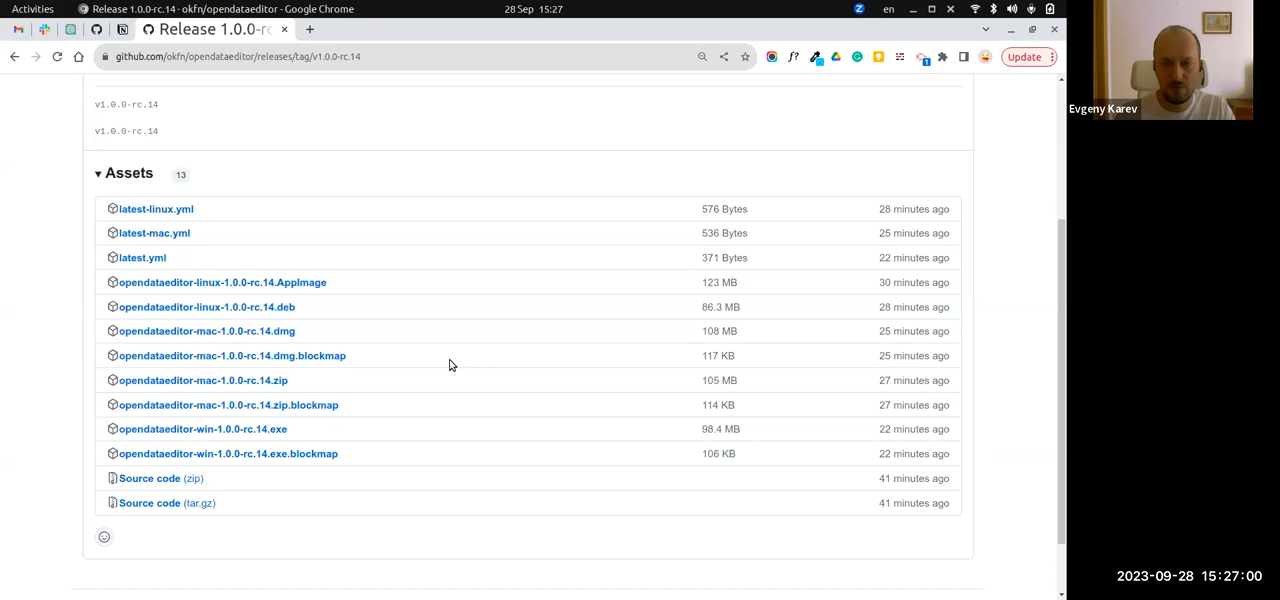 Activities
Release 1.0.0-rc.14 · okfn/opendataeditor - Google Chrome
28 Sep 15:27
en
Release 1.0.0-rc
github.com/okfn/opendataeditor/releases/tag/v1.0.0-rc.14
f?
1
Update
v1.0.0-rc.14
v1.0.0-rc.14
Assets 13
latest-linux.yml 576 Bytes 28 minutes ago
latest-mac.yml 536 Bytes 25 minutes ago
latest.yml 371 Bytes 22 minutes ago
opendataeditor-linux-1.0.0-rc.14.AppImage 123 MB 30 minutes ago
opendataeditor-linux-1.0.0-rc.14.deb 86.3 MB 28 minutes ago
opendataeditor-mac-1.0.0-rc.14.dmg 108 MB 25 minutes ago
opendataeditor-mac-1.0.0-rc.14.dmg.blockmap 117 KB 25 minutes ago
opendataeditor-mac-1.0.0-rc.14.zip 105 MB 27 minutes ago
opendataeditor-mac-1.0.0-rc.14.zip.blockmap 114 KB 27 minutes ago
opendataeditor-win-1.0.0-rc.14.exe 98.4 MB 22 minutes ago
opendataeditor-win-1.0.0-rc.14.exe.blockmap 106 KB 22 minutes ago
Source code (zip) 41 minutes ago
Source code (tar.gz) 41 minutes ago
Evgeny Karev
2023-09-28 15:27:00